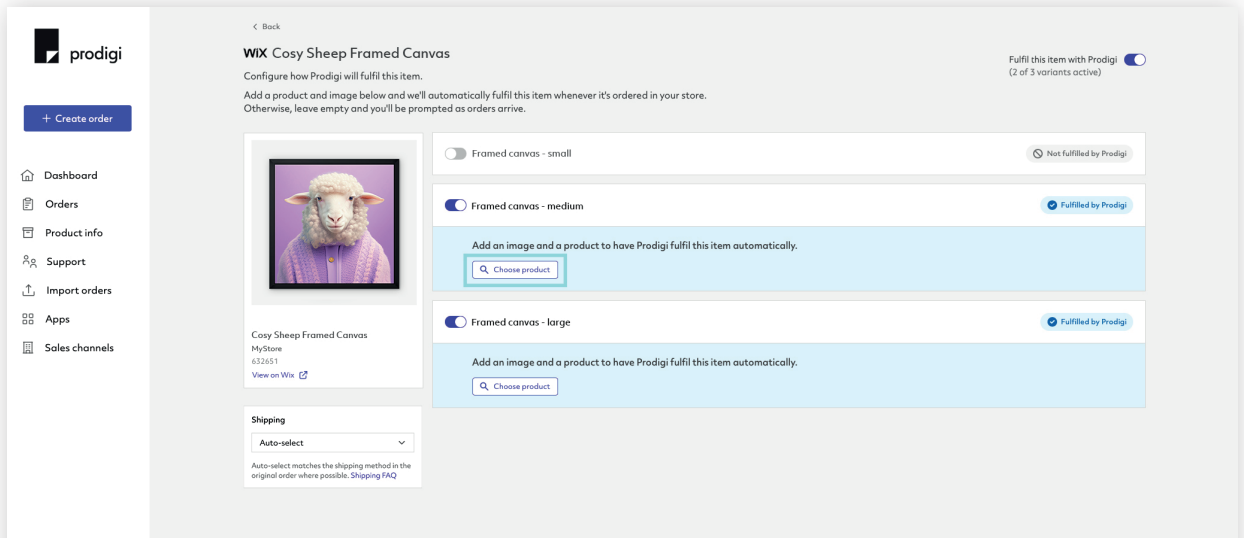 prodigi
+ Create order
Dashboard
Orders
Product info
Support
Import orders
Apps
Sales channels
< Back
WiX Cosy Sheep Framed Canvas
Configure how Prodigi will fulfil this item.
Add a product and image below and we'll automatically fulfil this item whenever it's ordered in your store.
Otherwise, leave empty and you'll be prompted as orders arrive.
Fulfil this item with Prodigi
(2 of 3 variants active)
Cosy Sheep Framed Canvas
MyStore
632651
View on Wix
Shipping
Auto-select
Auto-select matches the shipping method in the
original order where possible. Shipping FAQ
Framed canvas - small
Not fulfilled by Prodigi
Framed canvas - medium
Fulfilled by Prodigi
Add an image and a product to have Prodigi fulfil this item automatically.
Choose product
Framed canvas - large
Fulfilled by Prodigi
Add an image and a product to have Prodigi fulfil this item automatically.
Choose product